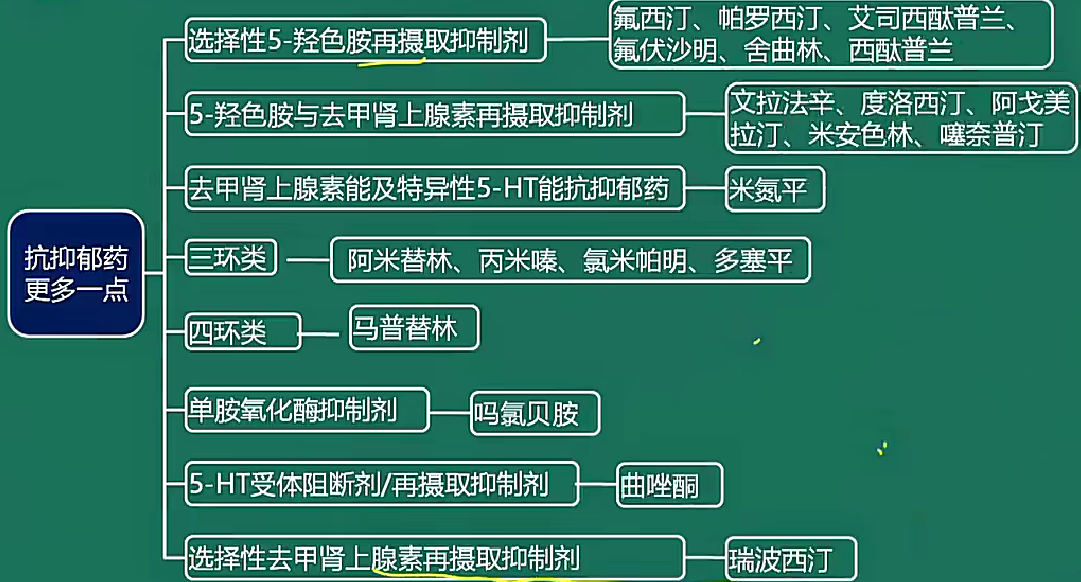 抗抑郁药
更多一点
选择性5-羟色胺再摄取抑制剂
氟西汀、帕罗西汀、艾司西酞普兰、
氟伏沙明、舍曲林、西酞普兰
5-羟色胺与去甲肾上腺素再摄取抑制剂
文拉法辛、度洛西汀、阿戈美
拉汀、米安色林、噻奈普汀
去甲肾上腺素能及特异性5-HT能抗抑郁药
米氮平
三环类
阿米替林、丙米嗪、氯米帕明、多塞平
四环类
马普替林
单胺氧化酶抑制剂
吗氯贝胺
5-HT受体阻断剂/再摄取抑制剂
曲唑酮
选择性去甲肾上腺素再摄取抑制剂
瑞波西汀